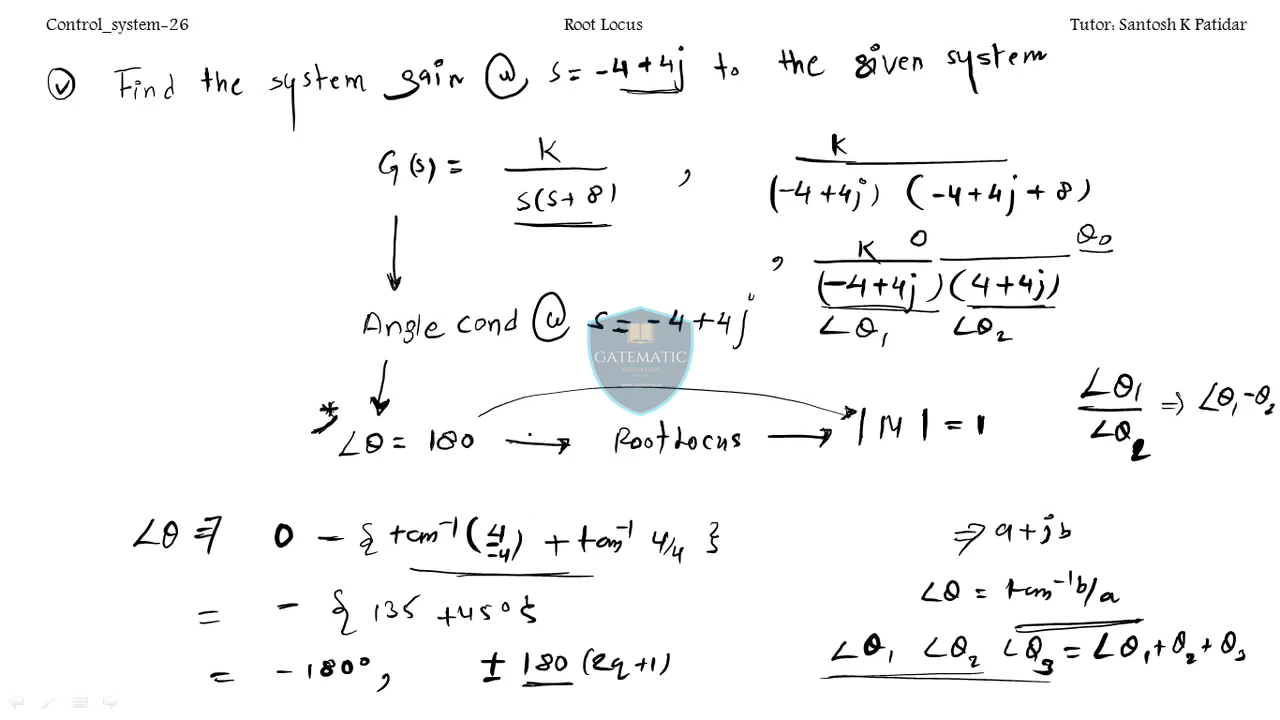 Control_system-26 Root Locus Tutor: Santosh K Patidar
v Find the system gain @ s = -4+4j to the given system
G(s) = K / s(s+8) , K / (-4+4j) (-4+4j+8)
, K 0 / (-4+4j) (4+4j) θ0
∠θ1 ∠θ2
Angle cond @ s = -4+4j
GATEMATIC
EDUCATION
* ∠θ = 180 → Root Locus → |M| = 1
∠θ1 / ∠θ2 ⇒ ∠θ1-θ2
∠θ ⇒ 0 - { tan⁻¹ (4/-4) + tan⁻¹ 4/4 }
= - { 135 + 45° }
= -180°, ± 180 (2q+1)
⇒ a+jb
∠θ = tan⁻¹ b/a
∠θ1 ∠θ2 ∠θ3 = ∠θ1+θ2+θ3